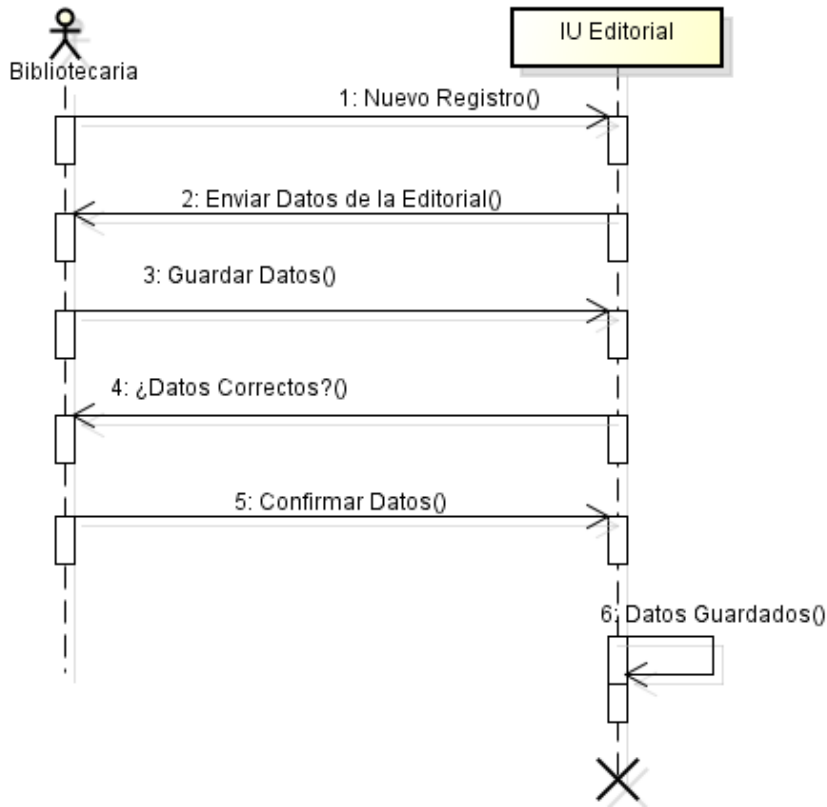 IU Editorial
Bibliotecaria
1: Nuevo Registro()
2: Enviar Datos de la Editorial()
3: Guardar Datos()
4: ¿Datos Correctos?()
5: Confirmar Datos()
6: Datos Guardados()